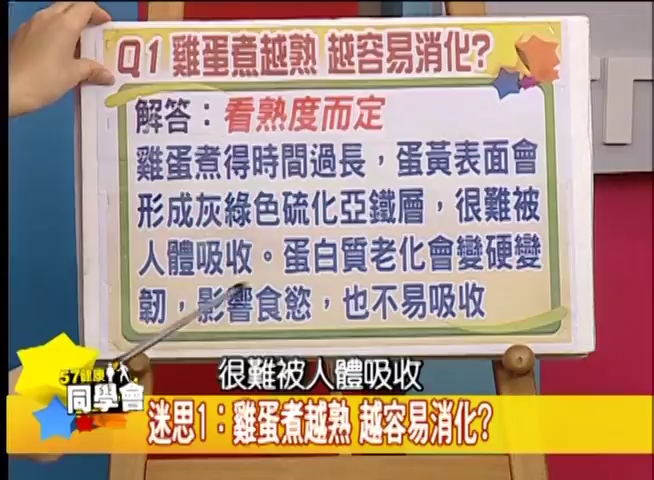 Q1 雞蛋煮越熟 越容易消化?
解答：看熟度而定
雞蛋煮得時間過長，蛋黃表面會
形成灰綠色硫化亞鐵層，很難被
人體吸收。蛋白質老化會變硬變
韌，影響食慾，也不易吸收
很難被人體吸收
57健康
同學會
迷思1：雞蛋煮越熟 越容易消化?